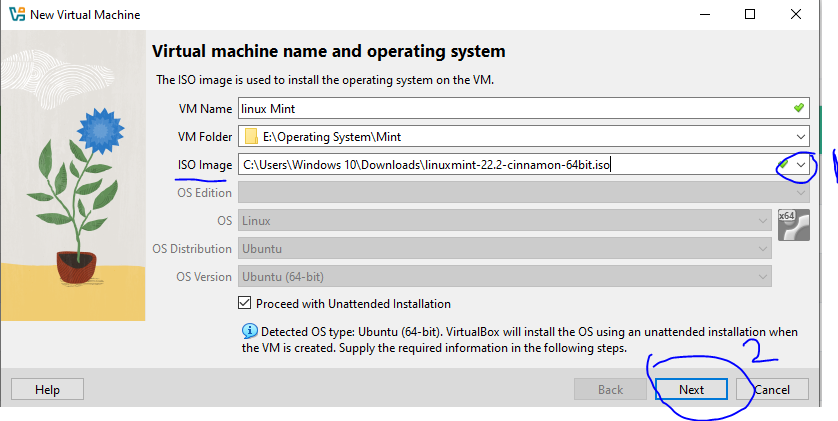 New Virtual Machine
Virtual machine name and operating system
The ISO image is used to install the operating system on the VM.
VM Name linux Mint
VM Folder E:\Operating System\Mint
ISO Image C:\Users\Windows 10\Downloads\linuxmint-22.2-cinnamon-64bit.iso
OS Edition
OS Linux x64
OS Distribution Ubuntu
OS Version Ubuntu (64-bit)
Proceed with Unattended Installation
Detected OS type: Ubuntu (64-bit). VirtualBox will install the OS using an unattended installation when
the VM is created. Supply the required information in the following steps.
2
Help Back Next Cancel